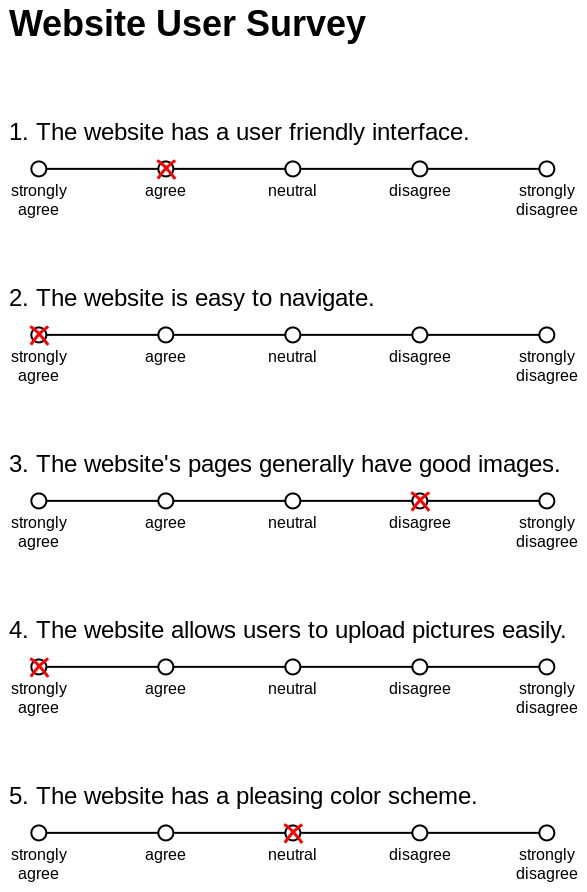 Website User Survey
1. The website has a user friendly interface.
strongly agree agree neutral disagree strongly disagree
2. The website is easy to navigate.
strongly agree agree neutral disagree strongly disagree
3. The website's pages generally have good images.
strongly agree agree neutral disagree strongly disagree
4. The website allows users to upload pictures easily.
strongly agree agree neutral disagree strongly disagree
5. The website has a pleasing color scheme.
strongly agree agree neutral disagree strongly disagree